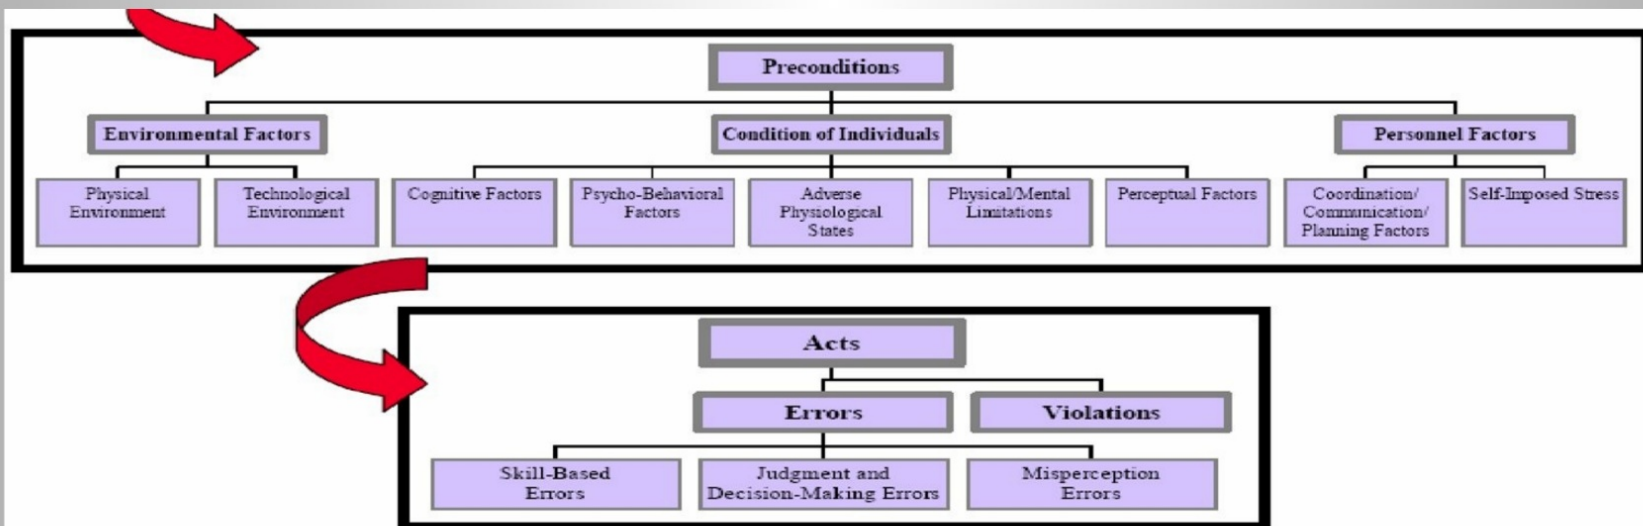 Preconditions
Environmental Factors
Condition of Individuals
Personnel Factors
Physical
Environment
Technological
Environment
Cognitive Factors
Psycho-Behavioral
Factors
Adverse
Physiological
States
Physical/Mental
Limitations
Perceptual Factors
Coordination/
Communication/
Planning Factors
Self-Imposed Stress
Acts
Errors
Violations
Skill-Based
Errors
Judgment and
Decision-Making Errors
Misperception
Errors